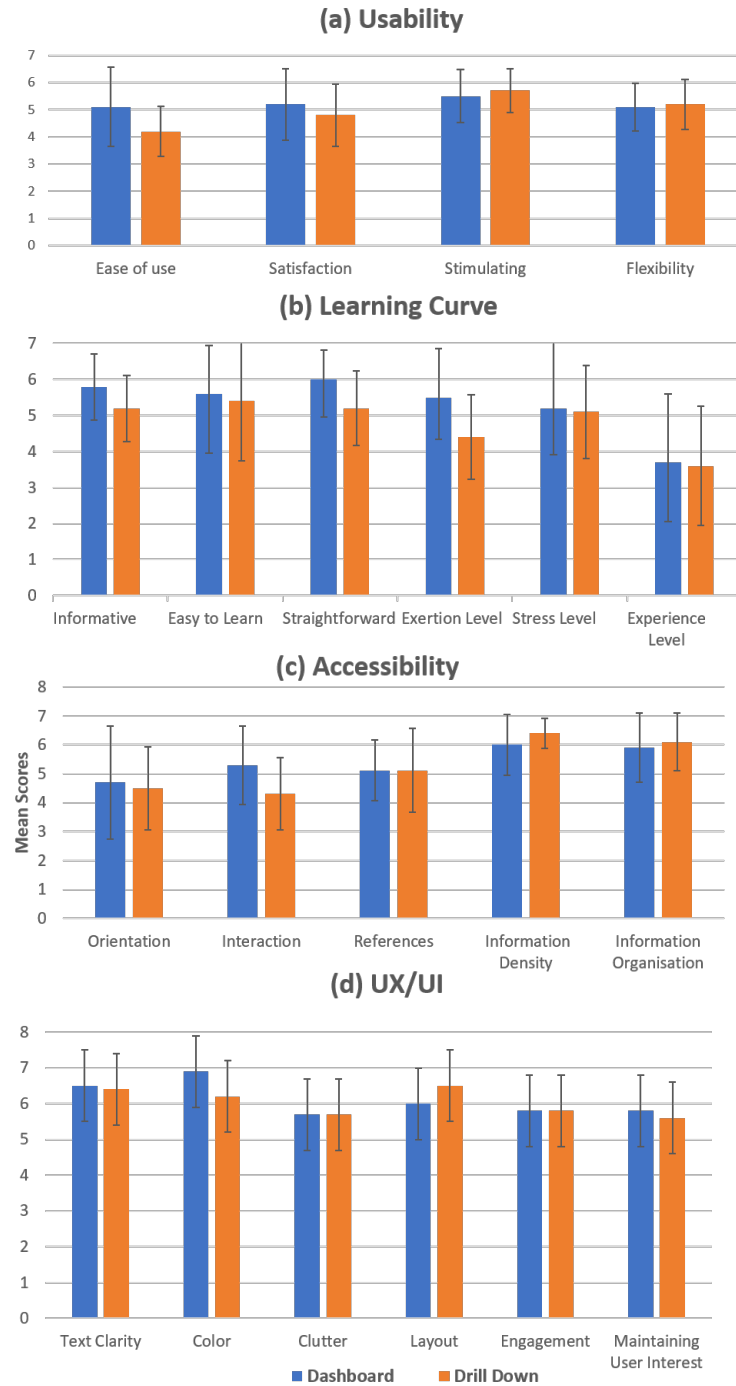 (a) Usability
7
6
5
4
3
2
1
0
Ease of use Satisfaction Stimulating Flexibility
(b) Learning Curve
7
6
5
4
3
2
1
0
Informative Easy to Learn Straightforward Exertion Level Stress Level Experience
Level
(c) Accessibility
Mean Scores
8
7
6
5
4
3
2
1
0
Orientation Interaction References Information Information
Density Organisation
(d) UX/UI
8
7
6
5
4
3
2
1
0
Text Clarity Color Clutter Layout Engagement Maintaining
User Interest
Dashboard Drill Down